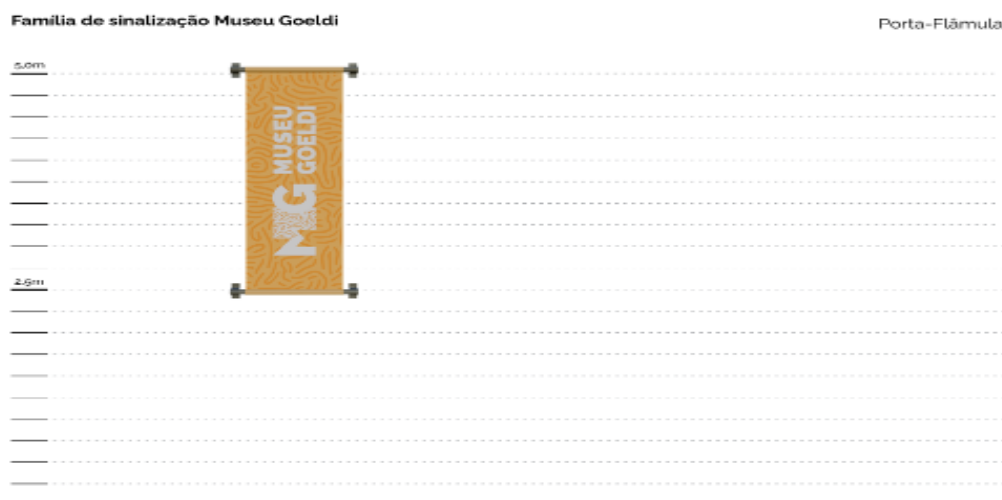 Família de sinalização Museu Goeldi
Porta-Flâmula
5,0m
MUSEU
GOELDI
MG
2,5m